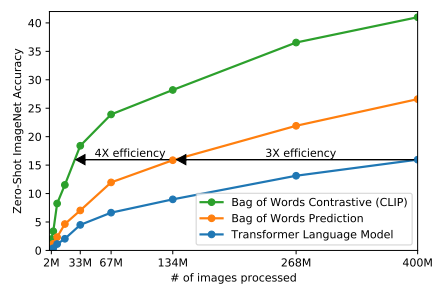 40
35
30
25
20
15
10
5
0
Zero-Shot ImageNet Accuracy
4X efficiency
3X efficiency
Bag of Words Contrastive (CLIP)
Bag of Words Prediction
Transformer Language Model
2M 33M 67M 134M 268M 400M
# of images processed